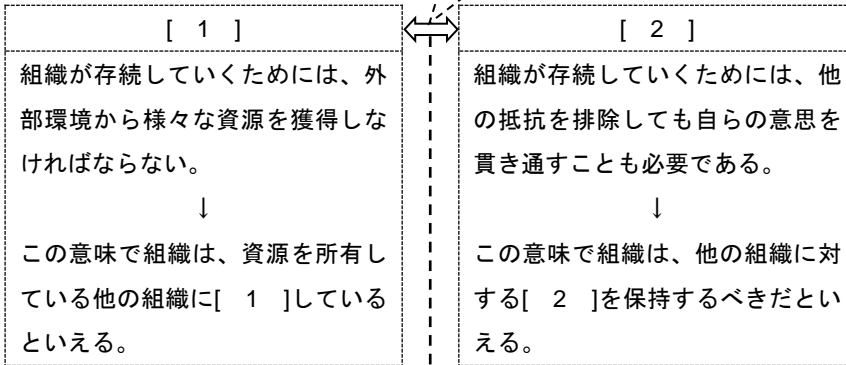 [ 1 ]
組織が存続していくためには、外
部環境から様々な資源を獲得しな
ければならない。
↓
この意味で組織は、資源を所有し
ている他の組織に[ 1 ]している
といえる。
[ 2 ]
組織が存続していくためには、他
の抵抗を排除しても自らの意思を
貫き通すことも必要である。
↓
この意味で組織は、他の組織に対
する[ 2 ]を保持するべきだとい
える。